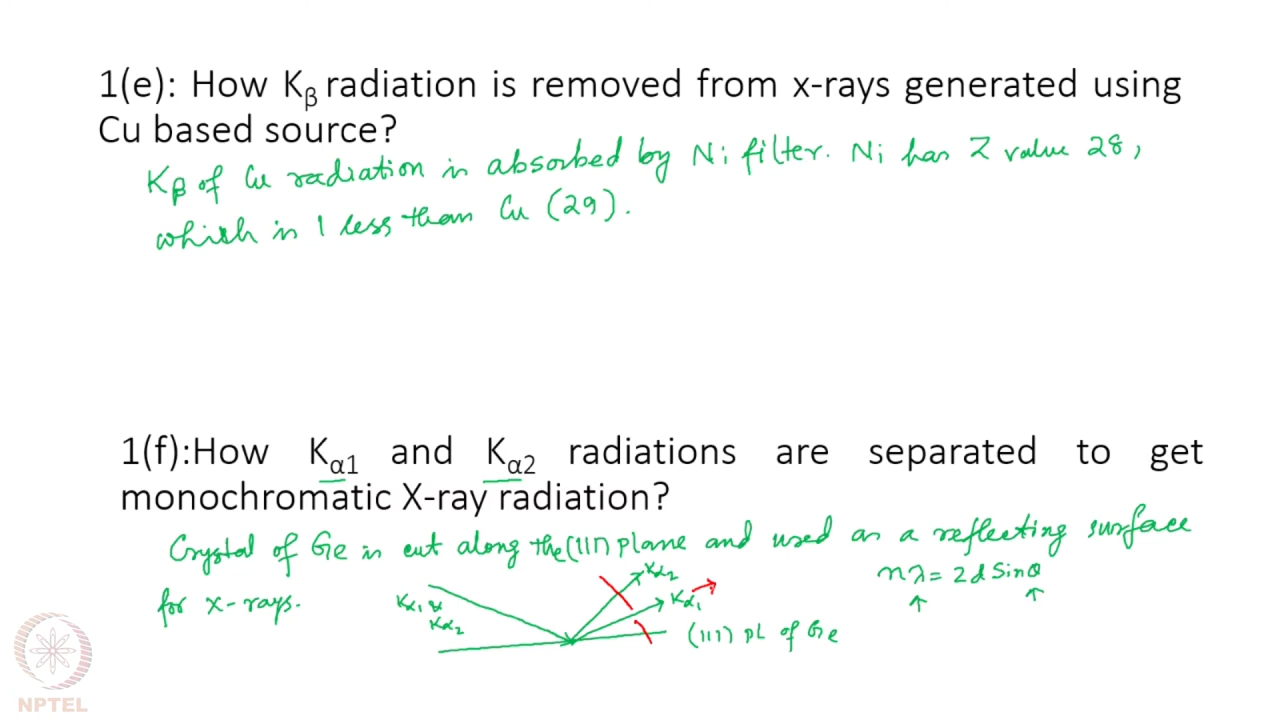 1(e): How Kβ radiation is removed from x-rays generated using
Cu based source?
Kβ of Cu radiation is absorbed by Ni filter. Ni has Z value 28,
which is 1 less than Cu (29).
1(f):How Kα1 and Kα2 radiations are separated to get
monochromatic X-ray radiation?
Crystal of Ge is cut along the (111) plane and used as a reflecting surface
for x-rays.
nλ = 2d Sinθ
Kα1 &
Kα2
Kα2
Kα1
(111) pl of Ge
NPTEL